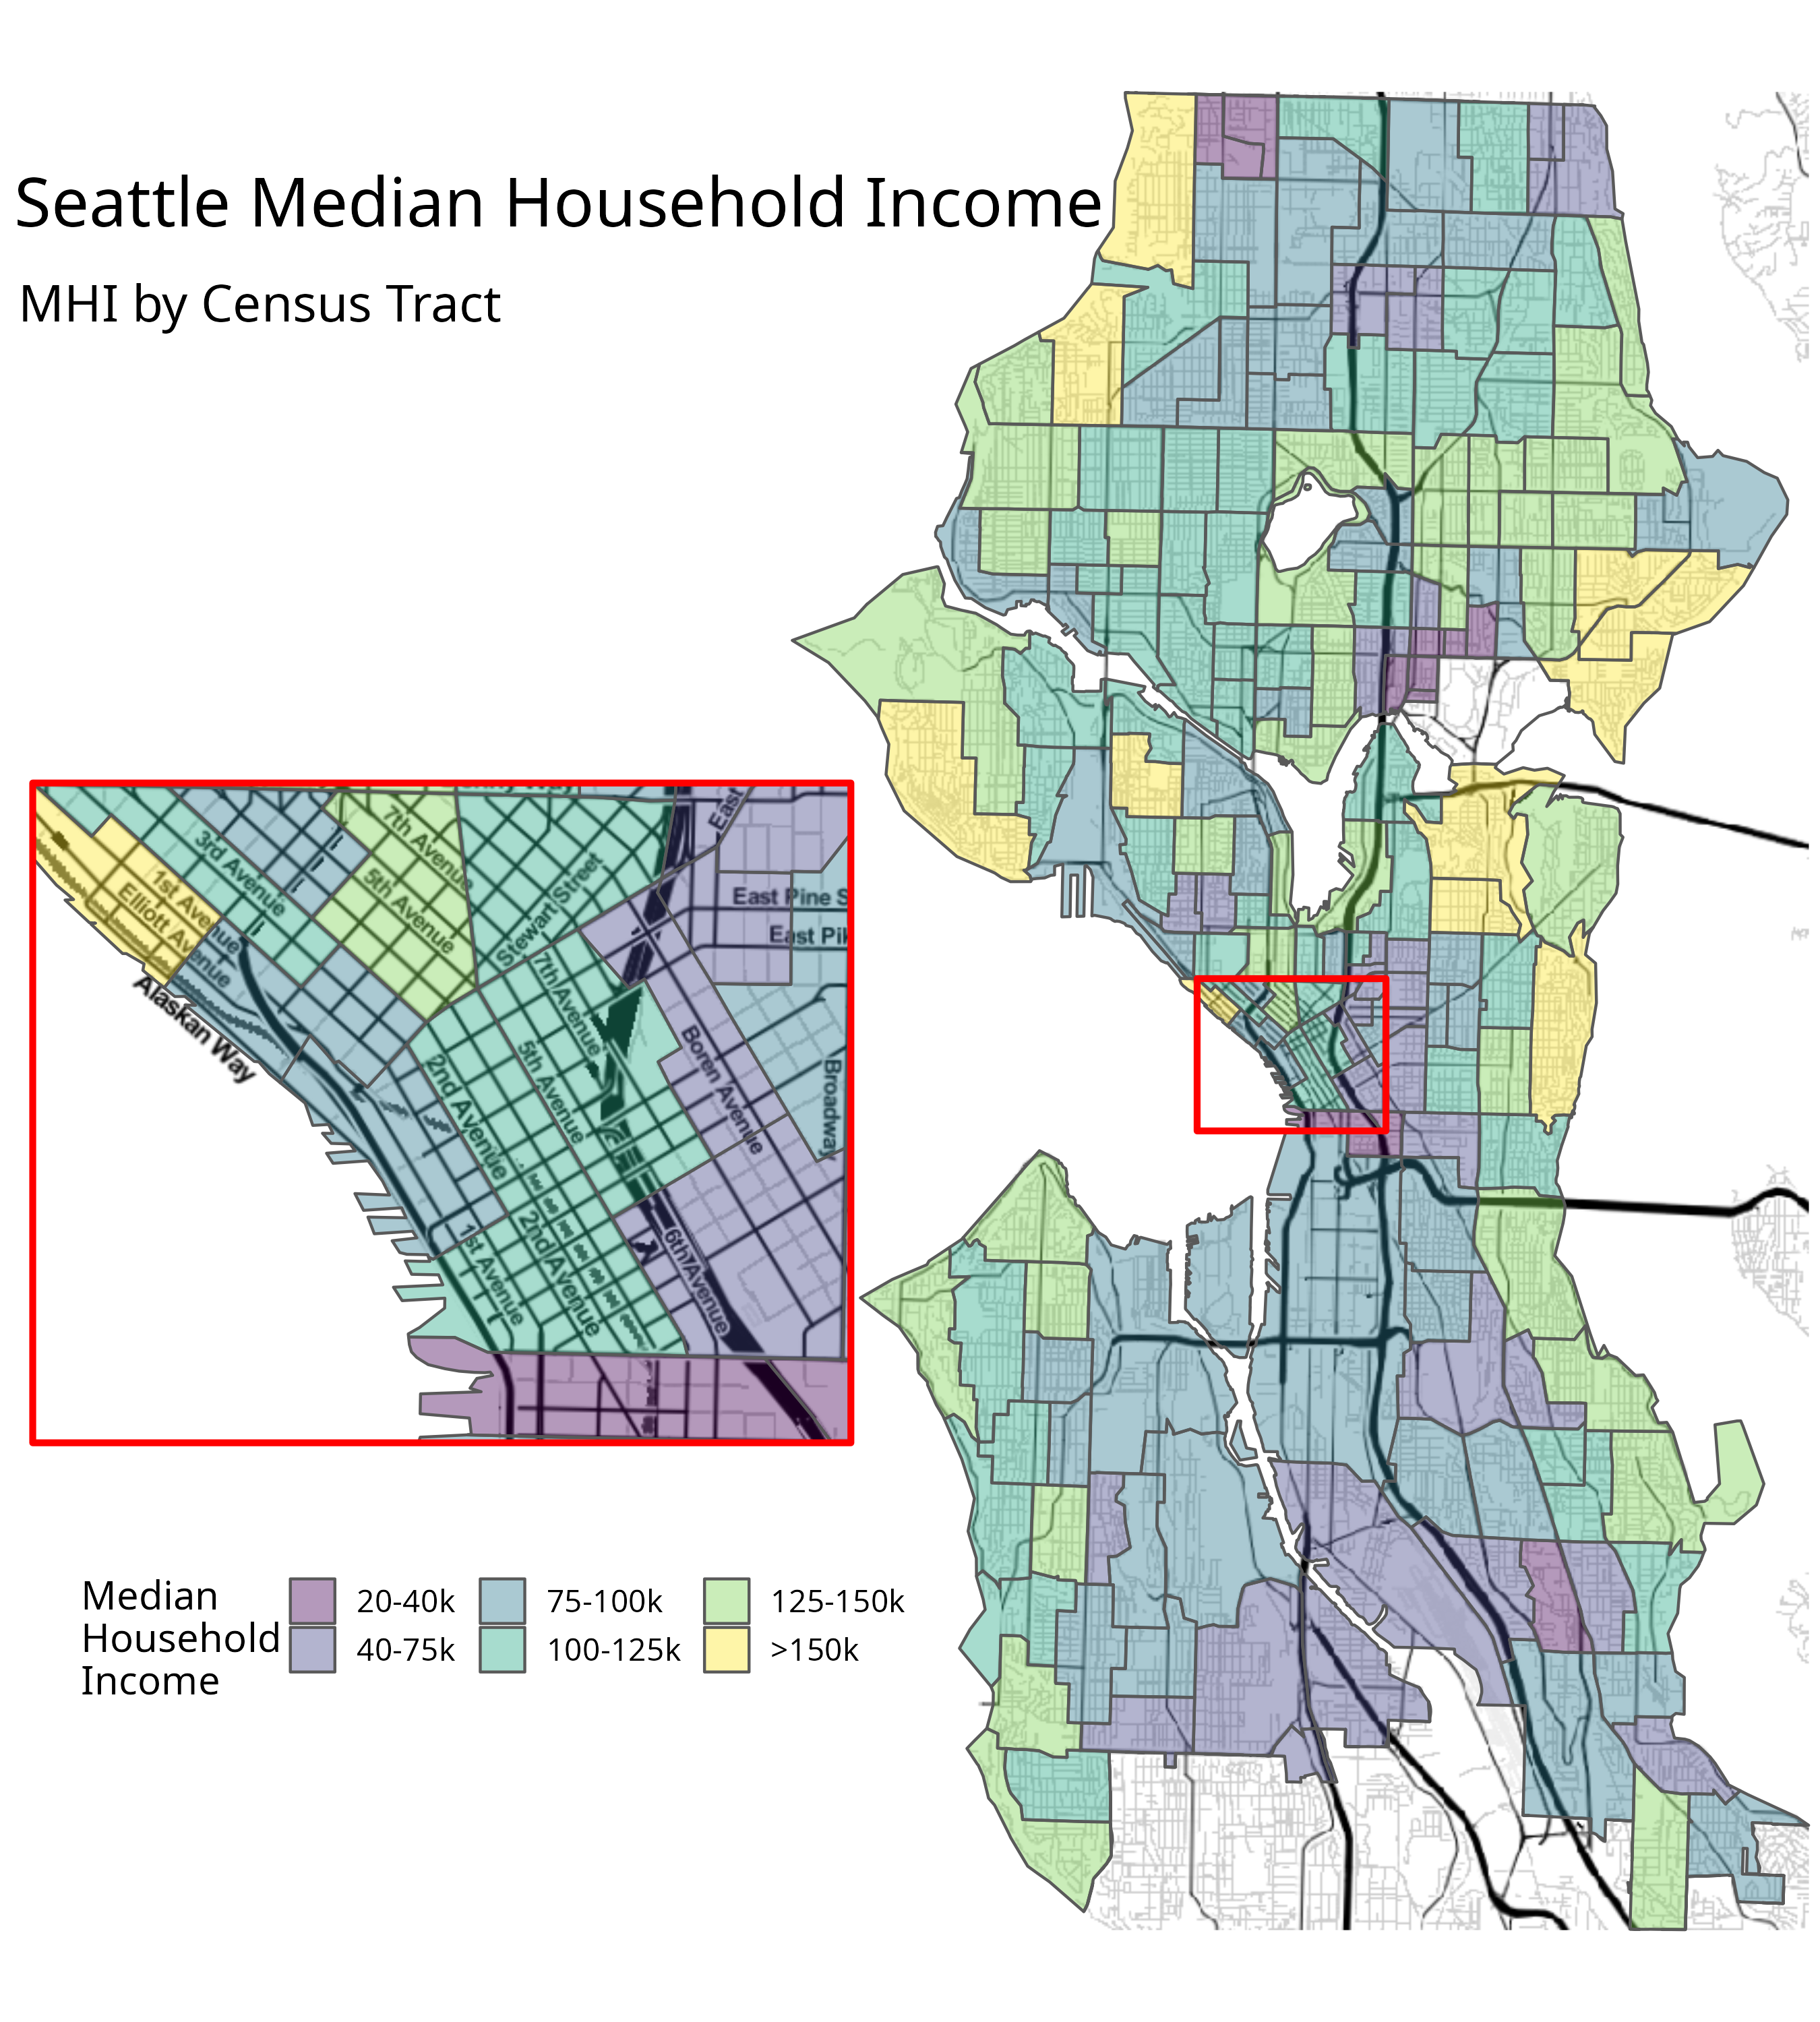 Seattle Median Household Income
MHI by Census Tract
East
7th Avenue
3rd Avenue
5th Avenue
1st Avenue
Elliott Avenue
Stewart Street
East Pine S
East Pik
7th Avenue
Alaskan Way
5th Avenue
2nd Avenue
Boren Avenue
Broadway
1st Avenue
2nd Avenue
6th Avenue
Median
Household
Income
20-40k
75-100k
125-150k
40-75k
100-125k
>150k